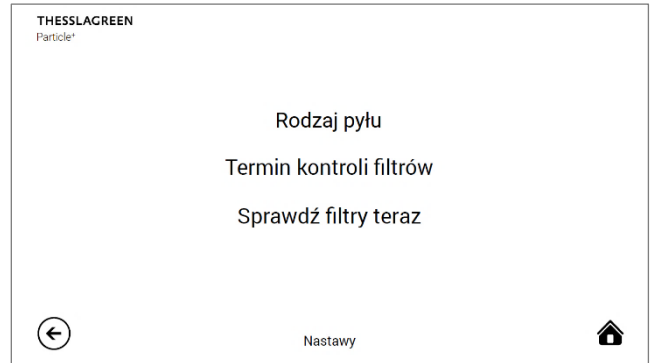 THESSLAGREEN
Particle+
Rodzaj pyłu
Termin kontroli filtrów
Sprawdź filtry teraz
Nastawy